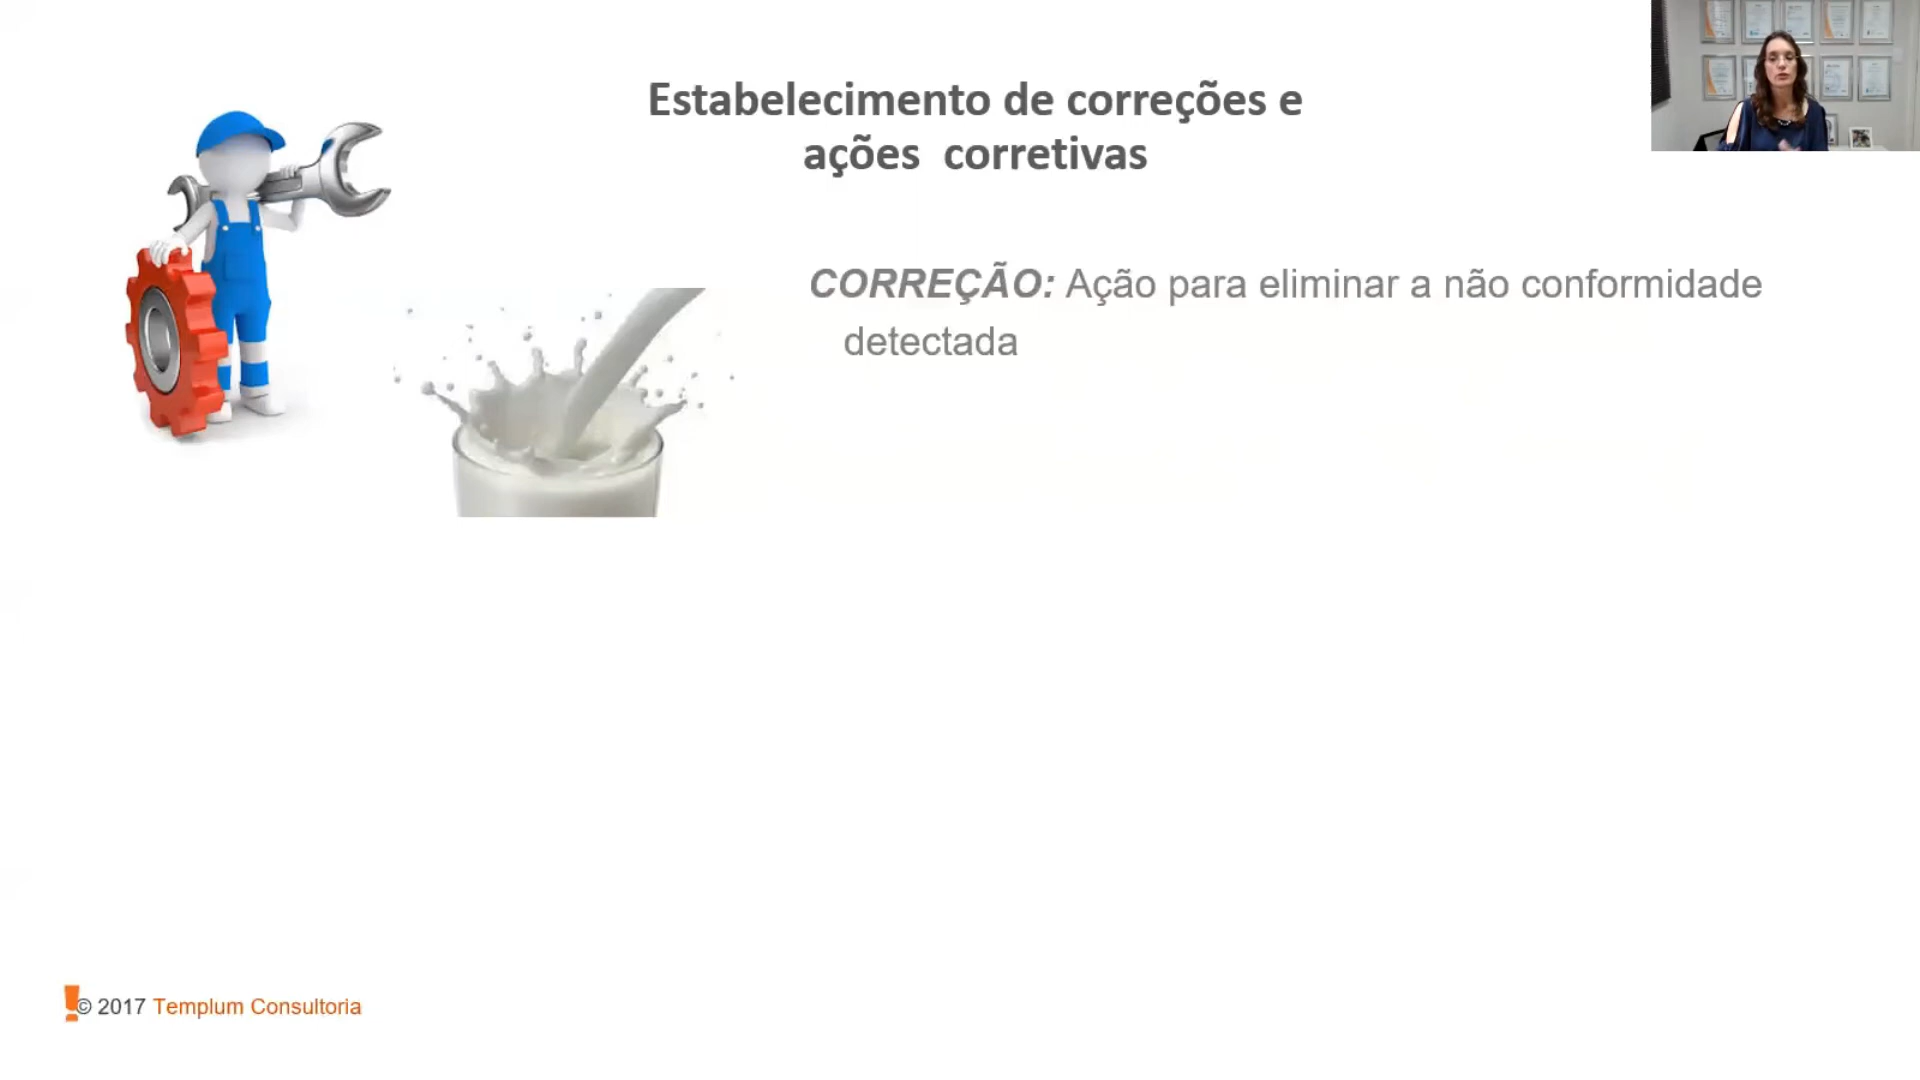 Estabelecimento de correções e
ações corretivas
CORREÇÃO: Ação para eliminar a não conformidade
detectada
© 2017 Templum Consultoria